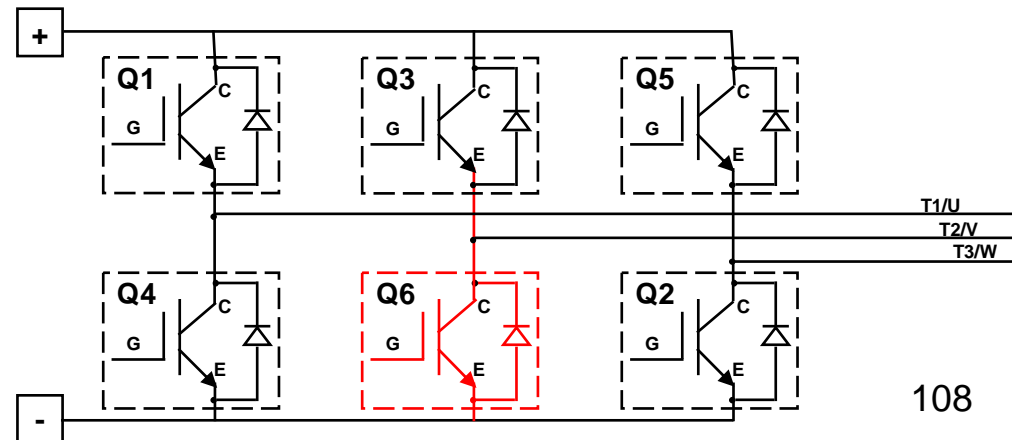 +
Q1 Q3 Q5
C C C
G G G
E E E
T1/U
T2/V
T3/W
Q4 Q6 Q2
C C C
G G G
E E E
108
-